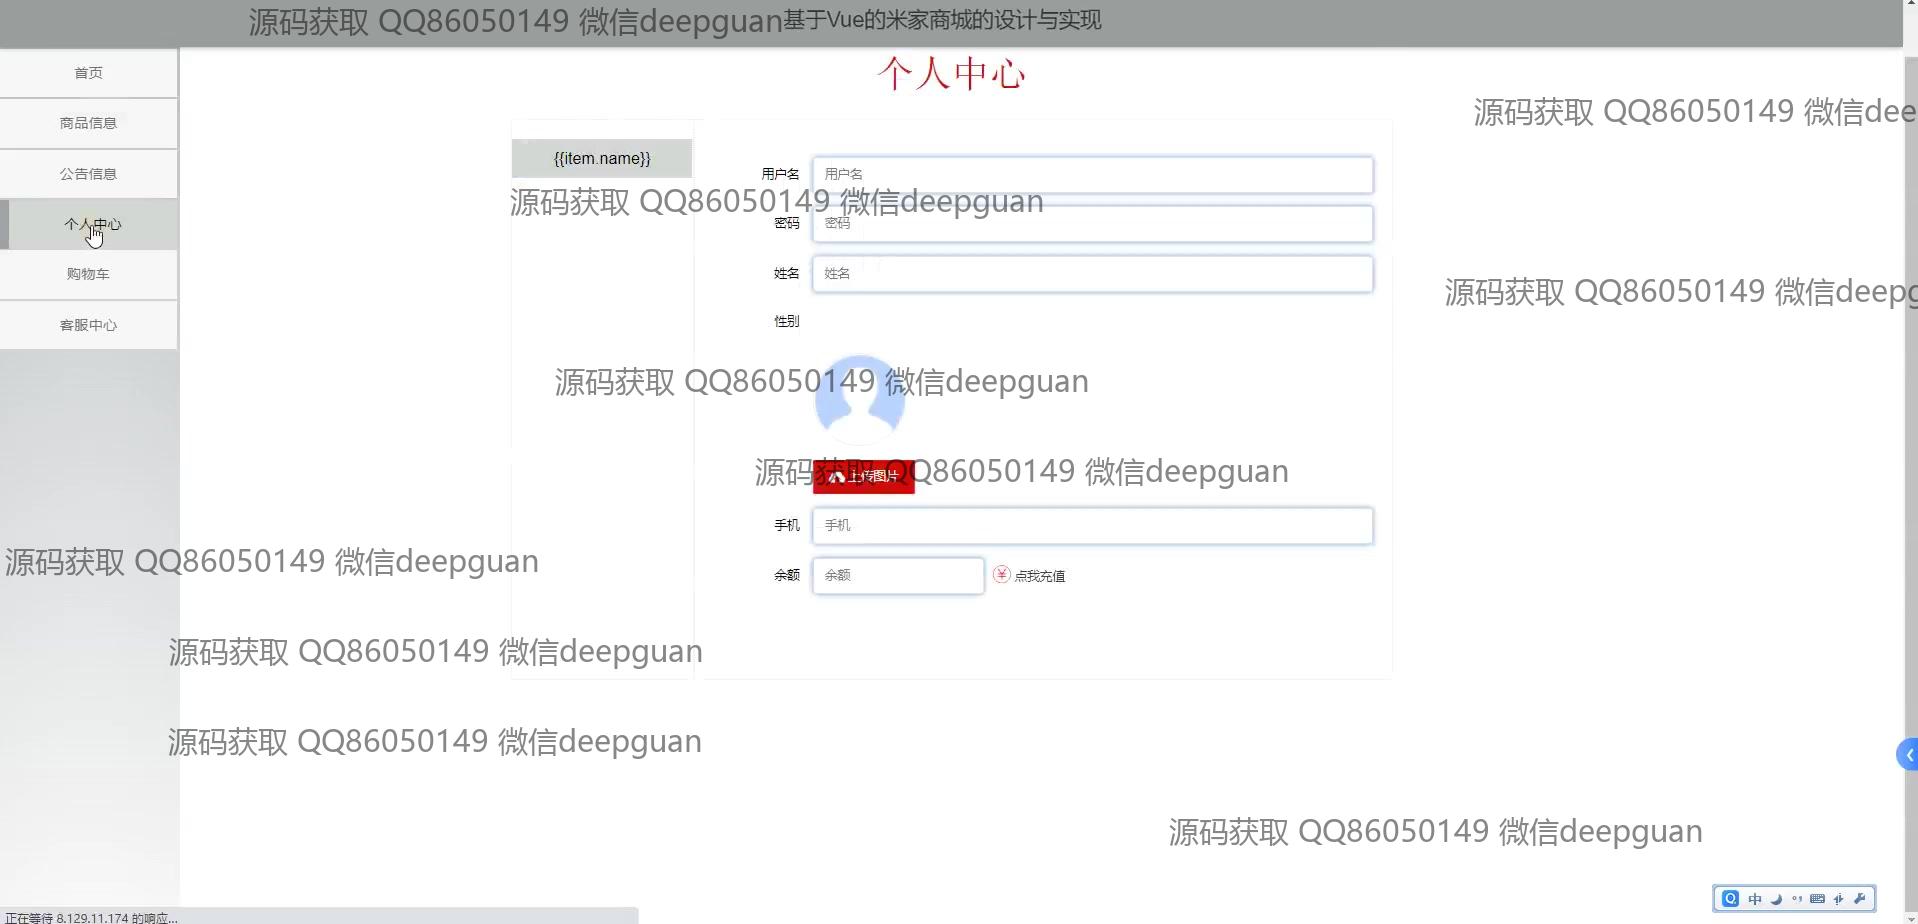 源码获取 QQ86050149 微信deepguan基于Vue的米家商城的设计与实现
首页
商品信息
公告信息
个人中心
购物车
客服中心
个人中心
源码获取 QQ86050149 微信dee
{{item.name}}
用户名 用户名
源码获取 QQ86050149 微信deepguan
密码 密码
姓名 姓名
源码获取 QQ86050149 微信deepg
性别
源码获取 QQ86050149 微信deepguan
源码获取 QQ86050149 微信deepguan
上传图片
手机 手机
源码获取 QQ86050149 微信deepguan
余额 余额 ¥ 点我充值
源码获取 QQ86050149 微信deepguan
源码获取 QQ86050149 微信deepguan
源码获取 QQ86050149 微信deepguan
中
正在等待 8.129.11.174 的响应...